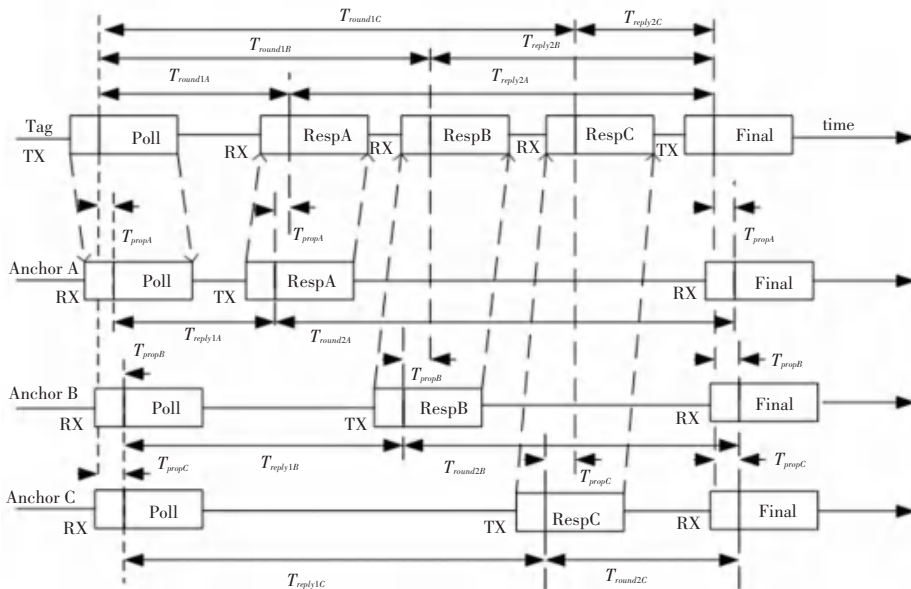 T_round1C
T_reply2C
T_round1B
T_reply2B
T_round1A
T_reply2A
Tag
Poll
RespA
RespB
RespC
Final
time
TX
RX
RX
RX
TX
T_propA
T_propA
T_propA
Anchor A
Poll
RespA
Final
RX
TX
RX
T_reply1A
T_round2A
T_propB
T_propB
T_propB
Anchor B
Poll
RespB
Final
RX
TX
RX
T_propC
T_reply1B
T_round2B
T_propC
T_propC
Anchor C
Poll
RespC
Final
RX
TX
RX
T_reply1C
T_round2C